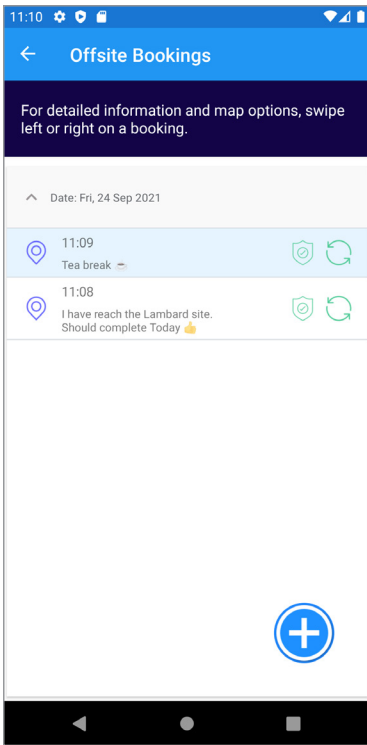 11:10
Offsite Bookings
For detailed information and map options, swipe
left or right on a booking.
Date: Fri, 24 Sep 2021
11:09
Tea break ☕
11:08
I have reach the Lambard site.
Should complete Today 👍